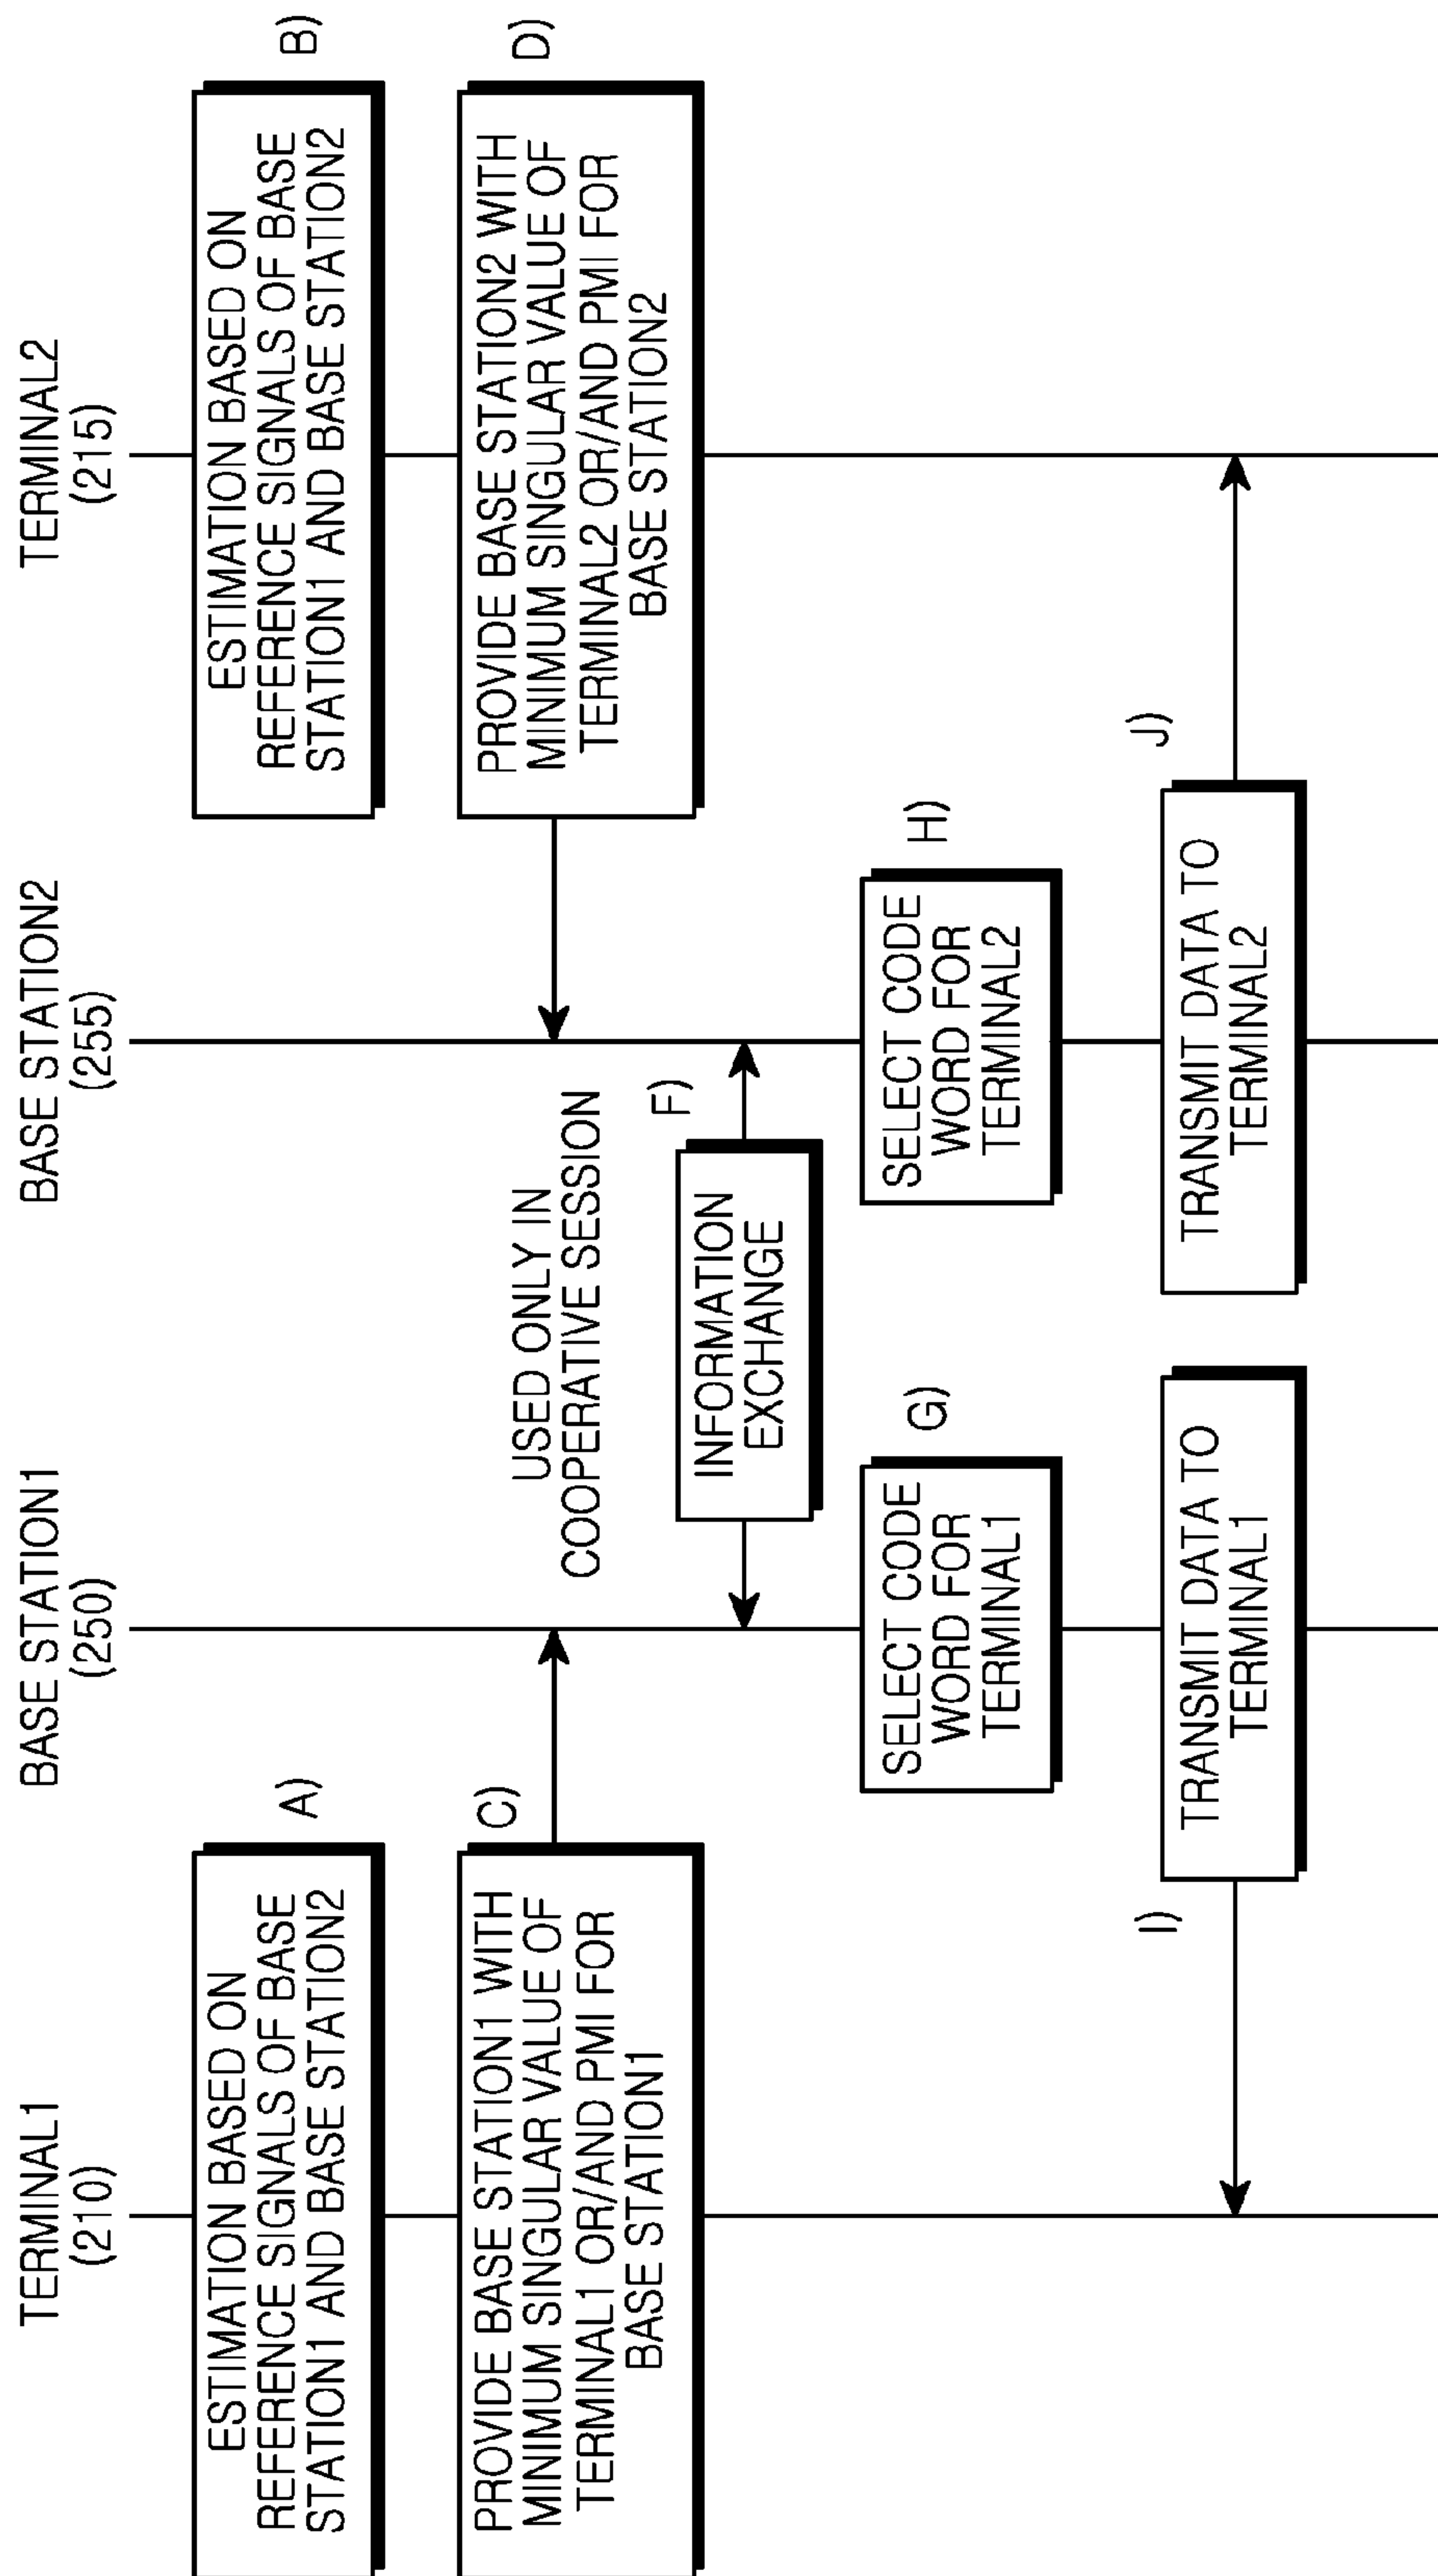 TERMINAL1
(210)
BASE STATION1
(250)
BASE STATION2
(255)
TERMINAL2
(215)
ESTIMATION BASED ON
REFERENCE SIGNALS OF BASE
STATION1 AND BASE STATION2
A)
ESTIMATION BASED ON
REFERENCE SIGNALS OF BASE
STATION1 AND BASE STATION2
B)
PROVIDE BASE STATION1 WITH
MINIMUM SINGULAR VALUE OF
TERMINAL1 OR/AND PMI FOR
BASE STATION1
C)
USED ONLY IN
COOPERATIVE SESSION
PROVIDE BASE STATION2 WITH
MINIMUM SINGULAR VALUE OF
TERMINAL2 OR/AND PMI FOR
BASE STATION2
D)
INFORMATION
EXCHANGE
F)
SELECT CODE
WORD FOR
TERMINAL1
G)
SELECT CODE
WORD FOR
TERMINAL2
H)
I)
TRANSMIT DATA TO
TERMINAL1
TRANSMIT DATA TO
TERMINAL2
J)